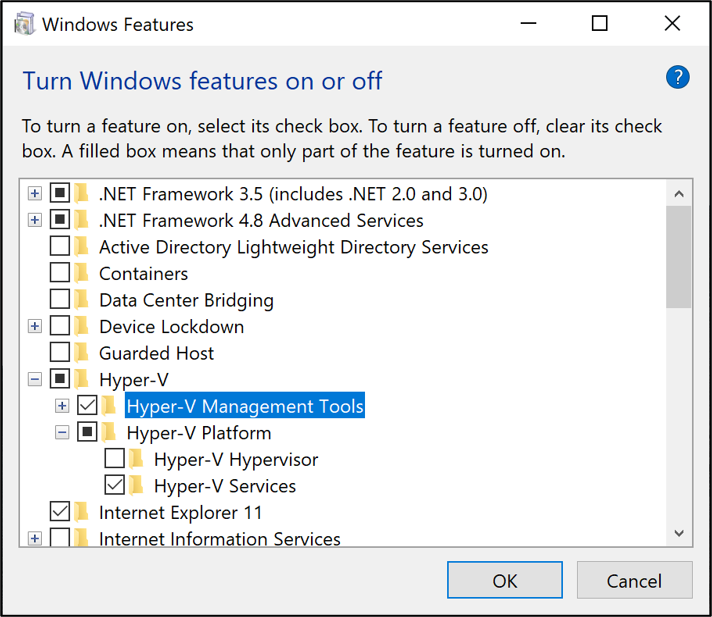 Windows Features
Turn Windows features on or off
?
To turn a feature on, select its check box. To turn a feature off, clear its check
box. A filled box means that only part of the feature is turned on.
.NET Framework 3.5 (includes .NET 2.0 and 3.0)
.NET Framework 4.8 Advanced Services
Active Directory Lightweight Directory Services
Containers
Data Center Bridging
Device Lockdown
Guarded Host
Hyper-V
Hyper-V Management Tools
Hyper-V Platform
Hyper-V Hypervisor
Hyper-V Services
Internet Explorer 11
Internet Information Services
OK
Cancel